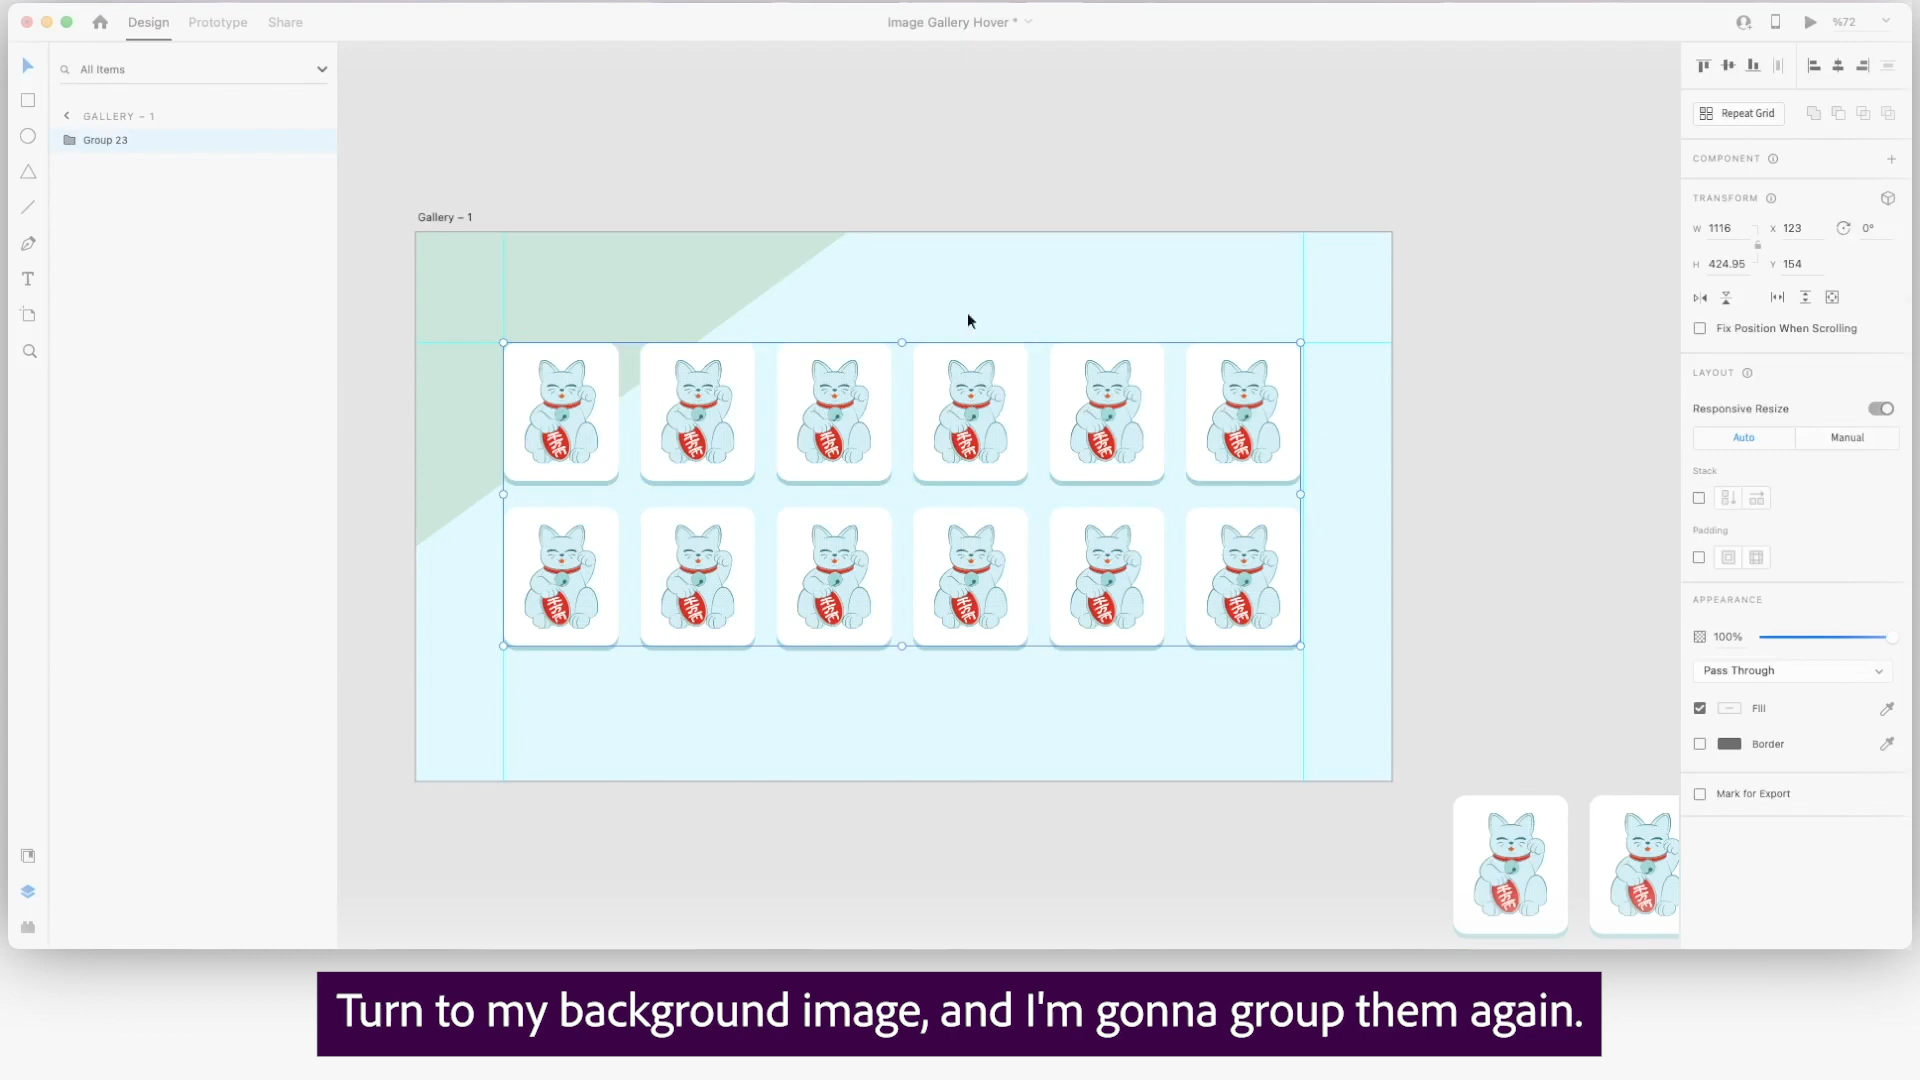 Design Prototype Share Image Gallery Hover * %72
All Items
GALLERY – 1
Group 23
Gallery – 1
Repeat Grid
COMPONENT
TRANSFORM
W 1116 X 123 0°
H 424.95 Y 154
Fix Position When Scrolling
LAYOUT
Responsive Resize
Auto Manual
Stack
Padding
APPEARANCE
100%
Pass Through
Fill
Border
Mark for Export
Turn to my background image, and I'm gonna group them again.